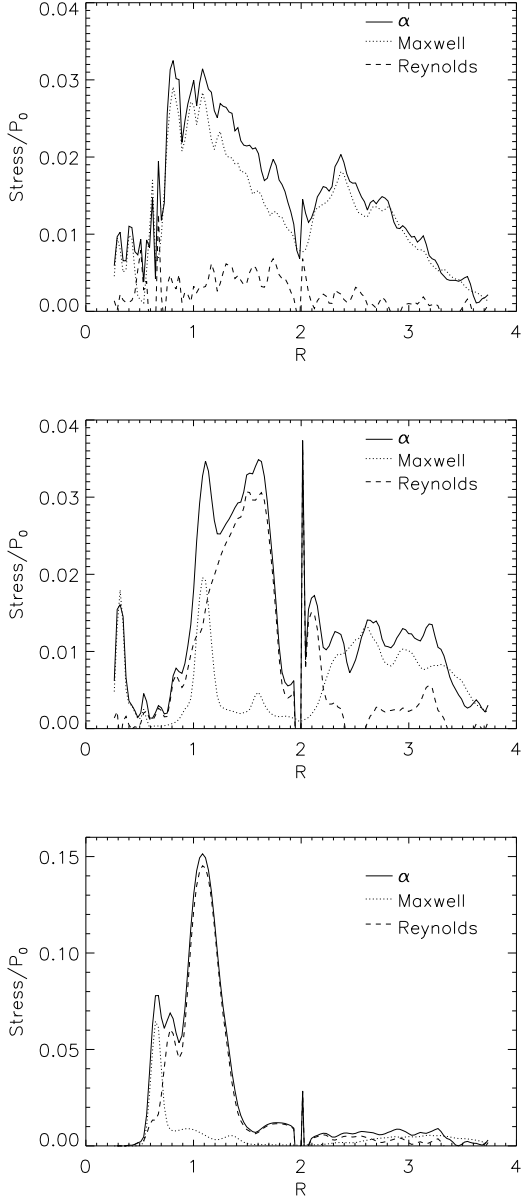 0.04
α
Maxwell
Reynolds
0.03
0.02
0.01
0.00
Stress/P₀
0 1 2 3 4
R
0.04
α
Maxwell
Reynolds
0.03
0.02
0.01
0.00
Stress/P₀
0 1 2 3 4
R
0.15
α
Maxwell
Reynolds
0.10
0.05
0.00
Stress/P₀
0 1 2 3 4
R